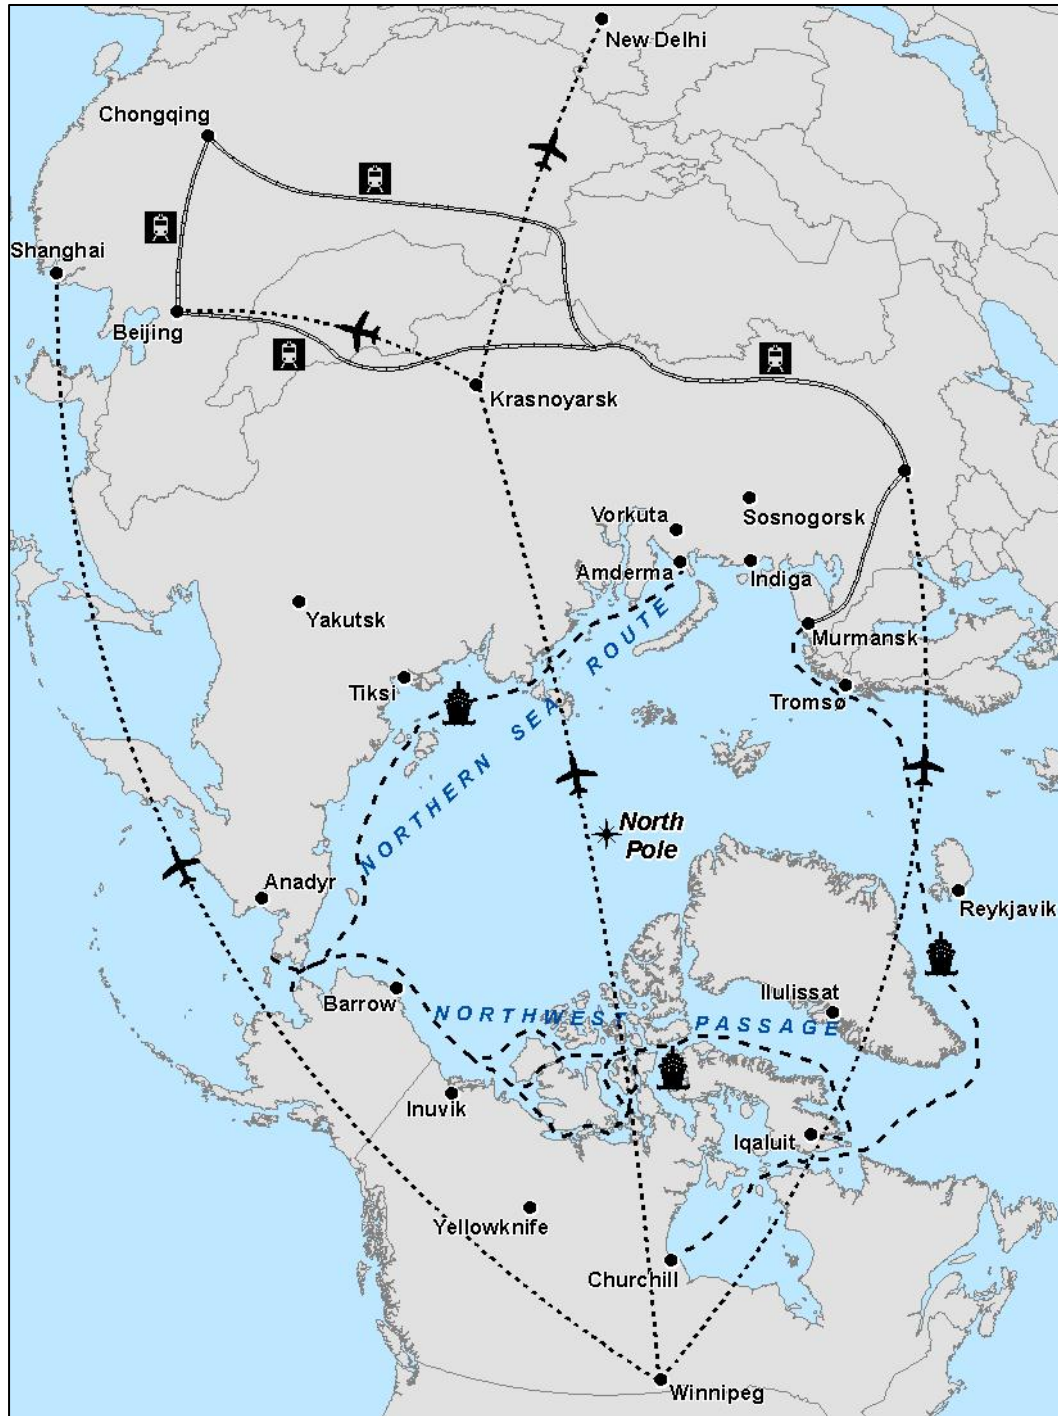 New Delhi
Chongqing
Shanghai
Beijing
Krasnoyarsk
Vorkuta
Sosnogorsk
Amderma
Indiga
Yakutsk
Murmansk
Tiksi
Tromsø
NORTHERN SEA ROUTE
North
Pole
Anadyr
Reykjavik
Barrow
Ilulissat
NORTHWEST PASSAGE
Inuvik
Iqaluit
Yellowknife
Churchill
Winnipeg